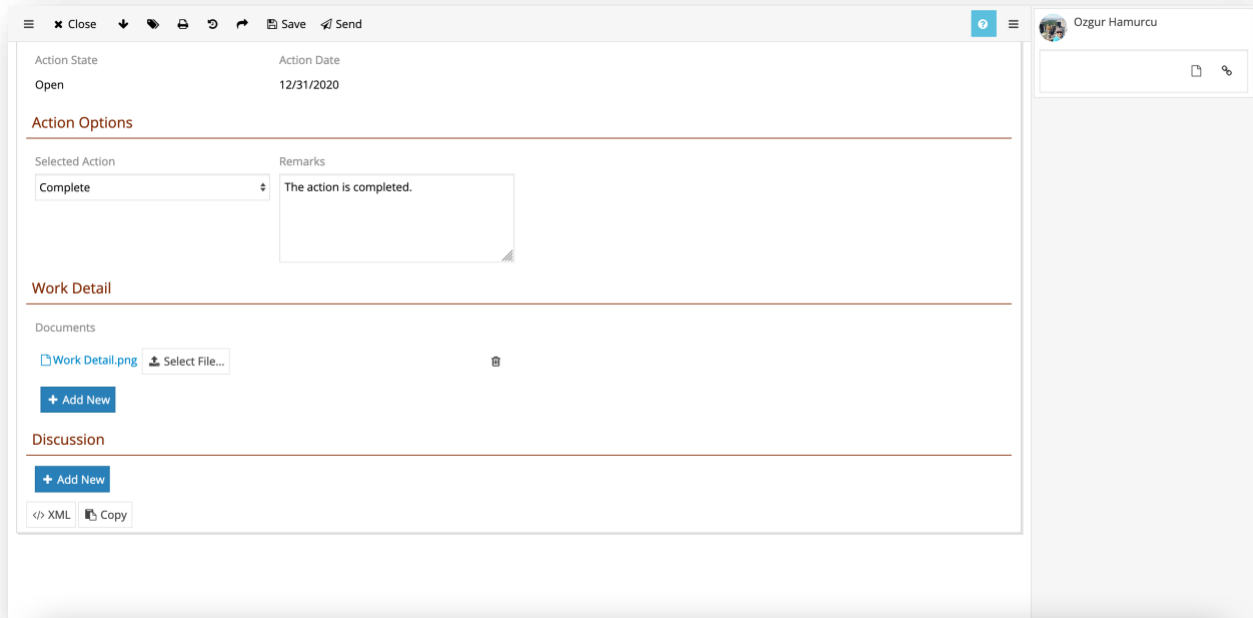 Close Save Send
Ozgur Hamurcu
Action State Action Date
Open 12/31/2020
Action Options
Selected Action Remarks
Complete The action is completed.
Work Detail
Documents
Work Detail.png Select File...
+ Add New
Discussion
+ Add New
</> XML Copy